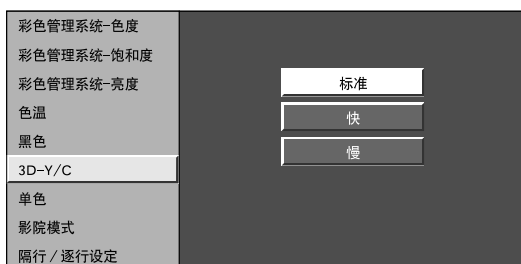 彩色管理系统-色度
彩色管理系统-饱和度
彩色管理系统-亮度
色温
黑色
3D-Y/C
单色
影院模式
隔行/逐行设定
标准
快
慢